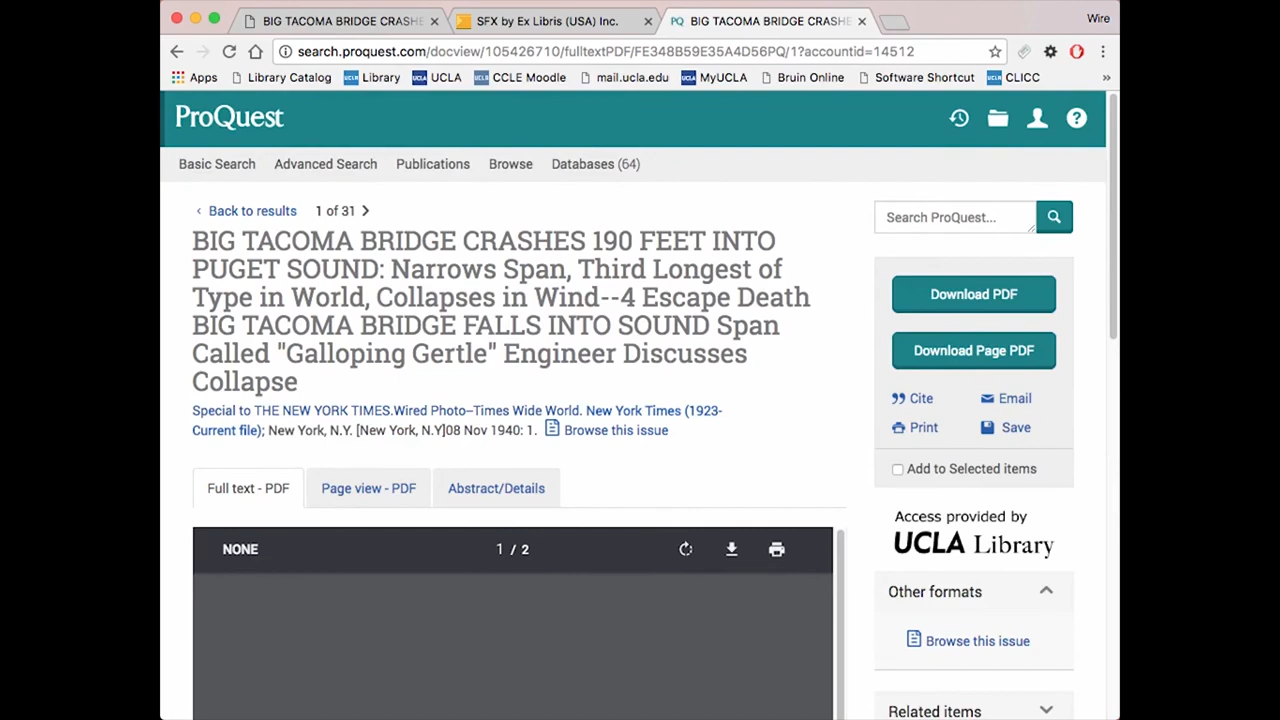 BIG TACOMA BRIDGE CRASHE
SFX by Ex Libris (USA) Inc.
PQ BIG TACOMA BRIDGE CRASH
Wire
search.proquest.com/docview/105426710/fulltextPDF/FE348B59E35A4D56PQ/1?accountid=14512
Apps Library Catalog UCLA Library UCLA UCLA UCLA CCLE Moodle mail.ucla.edu UCLA MyUCLA Bruin Online Software Shortcut UCLA CLICC »
ProQuest
Basic Search Advanced Search Publications Browse Databases (64)
‹ Back to results 1 of 31
BIG TACOMA BRIDGE CRASHES 190 FEET INTO
PUGET SOUND: Narrows Span, Third Longest of
Type in World, Collapses in Wind--4 Escape Death
BIG TACOMA BRIDGE FALLS INTO SOUND Span
Called "Galloping Gertle" Engineer Discusses
Collapse
Special to THE NEW YORK TIMES.Wired Photo–Times Wide World. New York Times (1923-
Current file); New York, N.Y. [New York, N.Y]08 Nov 1940: 1. Browse this issue
Full text - PDF Page view - PDF Abstract/Details
NONE 1 / 2
Search ProQuest...
Download PDF
Download Page PDF
Cite Email
Print Save
Add to Selected items
Access provided by
UCLA Library
Other formats
Browse this issue
Related items